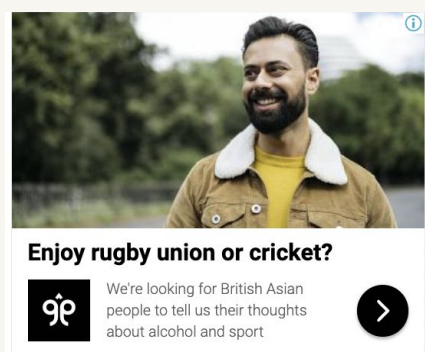 Enjoy rugby union or cricket?
We're looking for British Asian
people to tell us their thoughts
about alcohol and sport